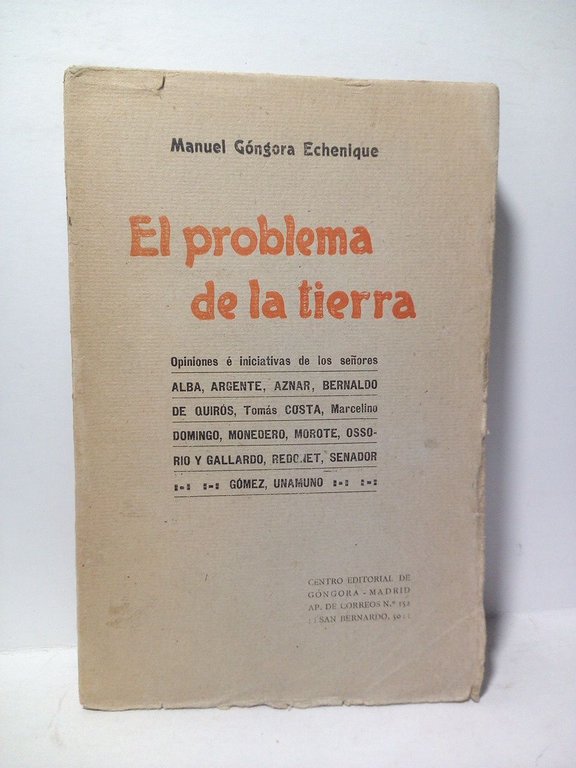 Manuel Góngora Echenique
El problema
de la tierra
Opiniones é iniciativas de los señores
ALBA, ARGENTE, AZNAR, BERNALDO
DE QUIRÓS, Tomás COSTA, Marcelino
DOMINGO, MONEDERO, MOROTE, OSSO-
RIO Y GALLARDO, REDONET, SENADOR
GÓMEZ, UNAMUNO
CENTRO EDITORIAL DE
GÓNGORA - MADRID
AP. DE CORREOS N.º 152
:: SAN BERNARDO, 50 ::